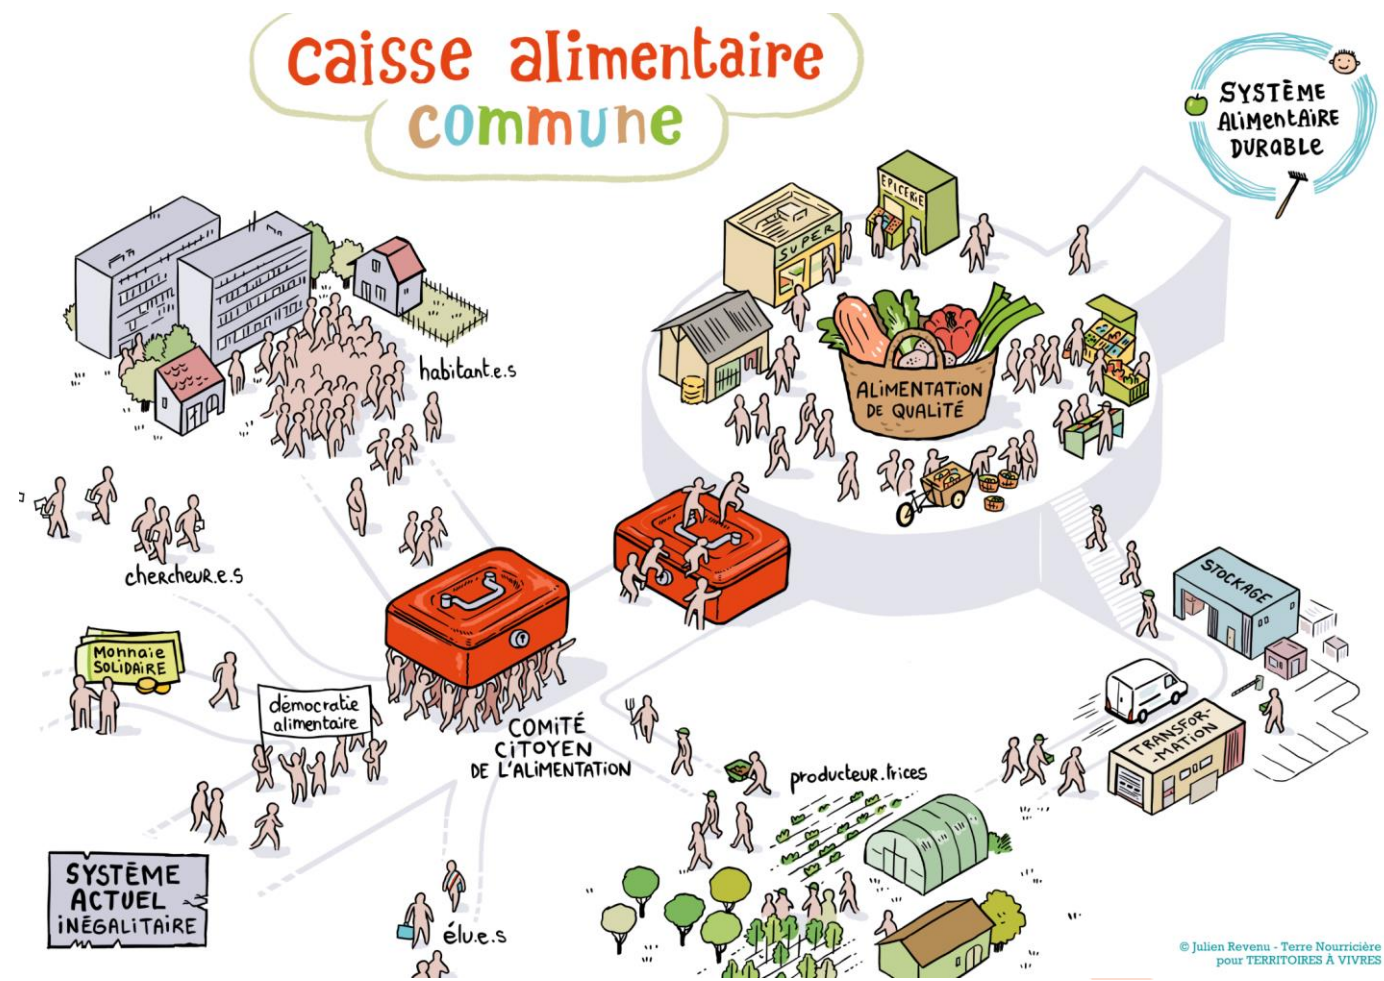 caisse alimentaire
commune
SYSTÈME
ALiMENtAiRE
DURABLE
EPICERIE
SUPER
habitant.e.s
ALiMENTATiON
DE QUALiTÉ
chercheur.e.s
STOCKAGE
Monnaie
SOLIDAiRE
démocratie
alimentaire
COMiTÉ
CiTOYEN
DE L'ALiMENTATiON
TRANSFOR-
-MATION
producteur.trices
SYSTÈME
ACTUEL
iNÉGALiTAiRE
élu.e.s
© Julien Revenu - Terre Nourricière
pour TERRITOIRES À VIVRES